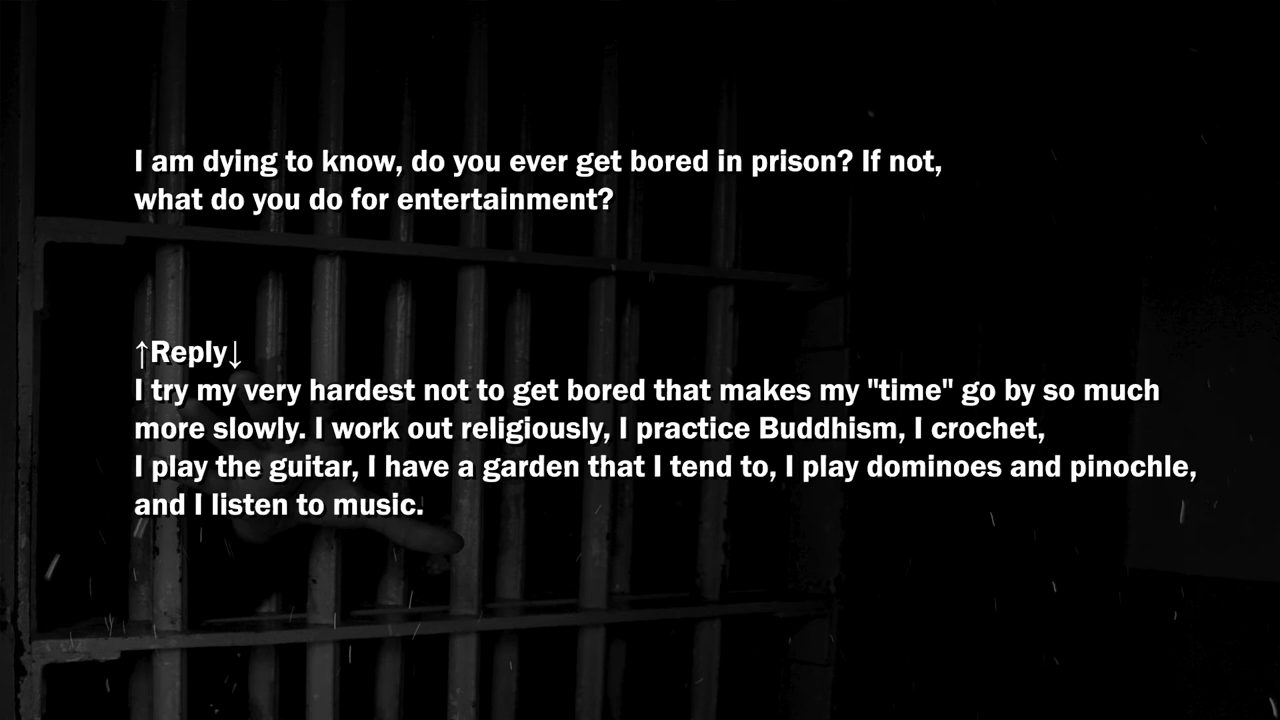 I am dying to know, do you ever get bored in prison? If not,
what do you do for entertainment?
↑Reply↓
I try my very hardest not to get bored that makes my "time" go by so much
more slowly. I work out religiously, I practice Buddhism, I crochet,
I play the guitar, I have a garden that I tend to, I play dominoes and pinochle,
and I listen to music.